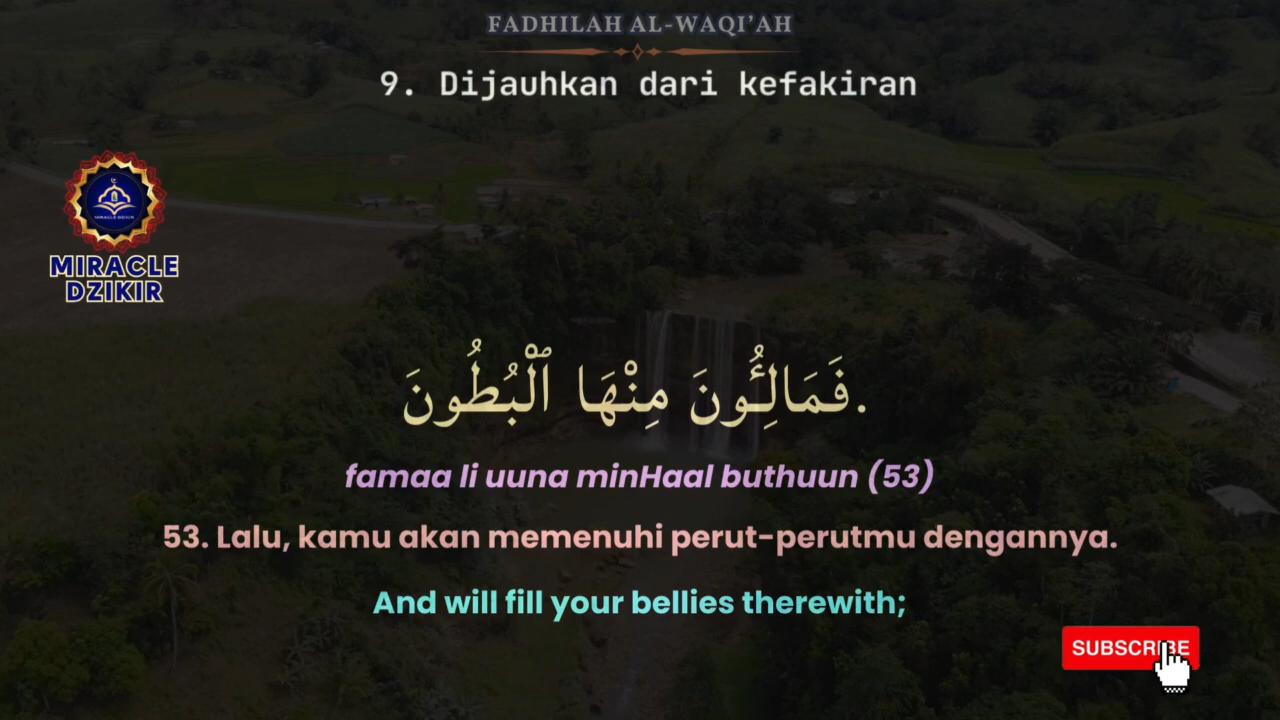 FADHILAH AL-WAQI'AH
9. Dijauhkan dari kefakiran
MIRACLE
DZIKIR
فَمَالِـُٔونَ مِنْهَا ٱلْبُطُونَ.
famaa li uuna minHaal buthuun (53)
53. Lalu, kamu akan memenuhi perut-perutmu dengannya.
And will fill your bellies therewith;
SUBSCRIBE